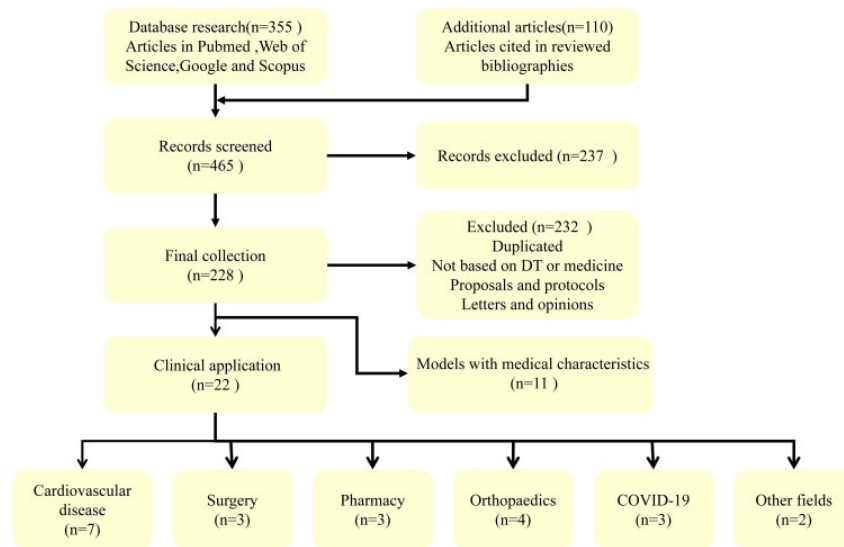 Database research(n=355 )
Articles in Pubmed ,Web of
Science,Google and Scopus
Additional articles(n=110)
Articles cited in reviewed
bibliographies
Records screened
(n=465 )
Records excluded (n=237 )
Final collection
(n=228 )
Excluded (n=232 )
Duplicated
Not based on DT or medicine
Proposals and protocols
Letters and opinions
Clinical application
(n=22 )
Models with medical characteristics
(n=11 )
Cardiovascular
disease
(n=7)
Surgery
(n=3)
Pharmacy
(n=3)
Orthopaedics
(n=4)
COVID-19
(n=3)
Other fields
(n=2)